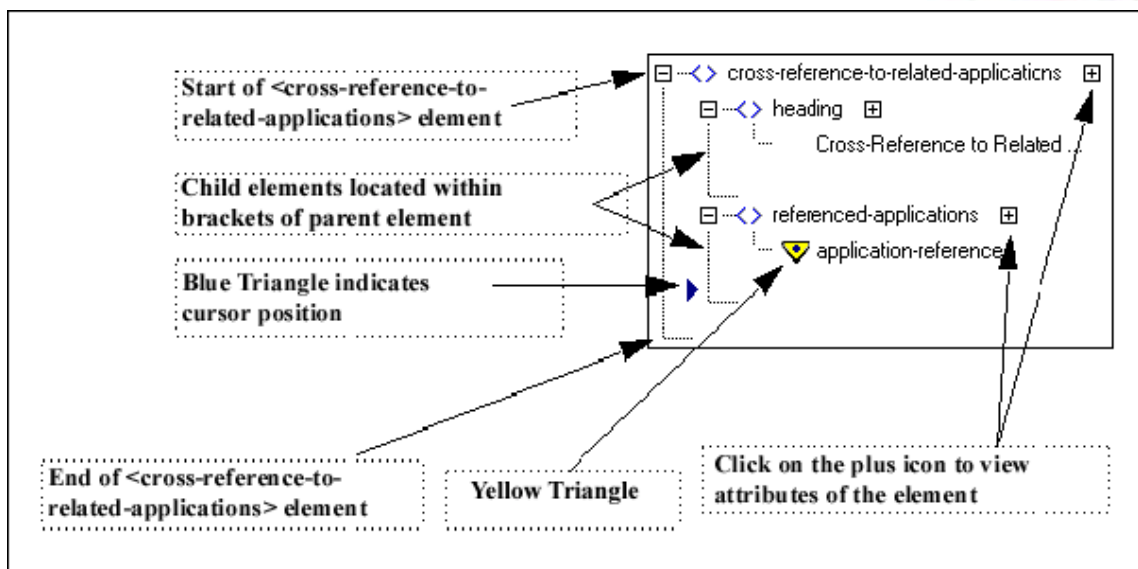 cross-reference-to-related-applications
Start of <cross-reference-to-
related-applications> element
heading
Cross-Reference to Related ...
Child elements located within
brackets of parent element
referenced-applications
application-reference
Blue Triangle indicates
cursor position
End of <cross-reference-to-
related-applications> element
Yellow Triangle
Click on the plus icon to view
attributes of the element